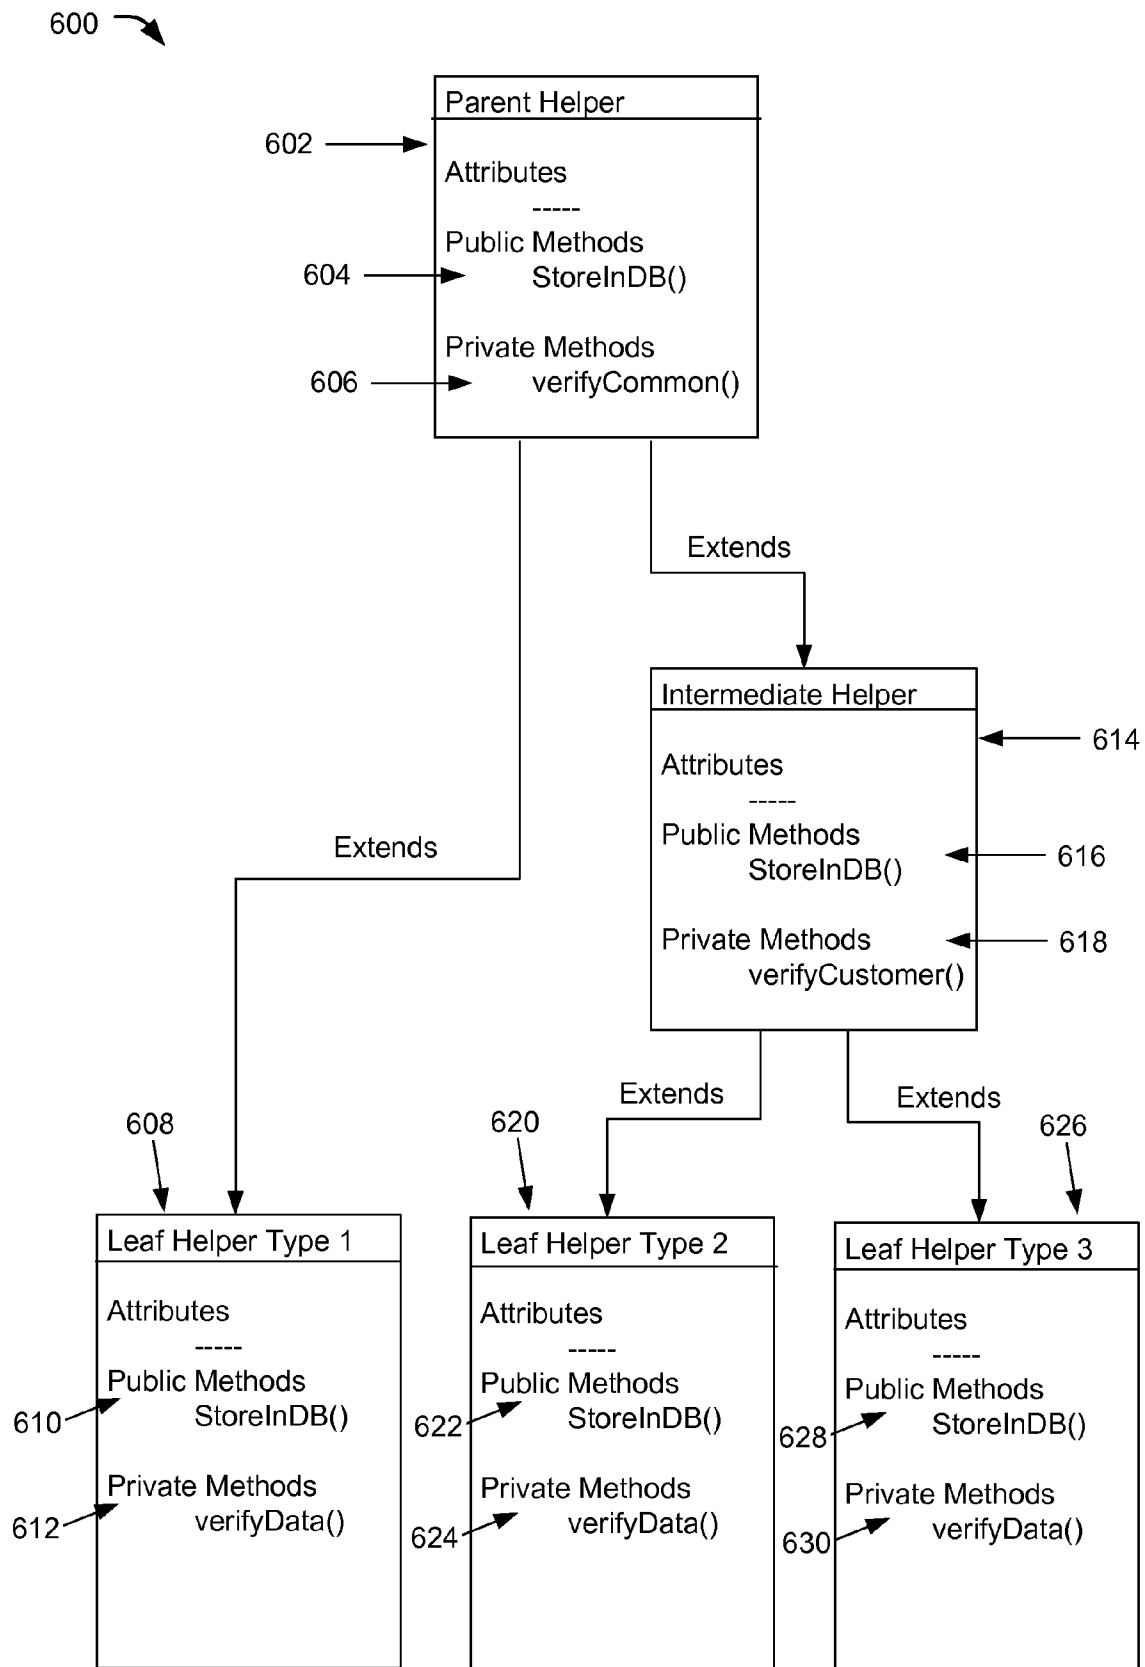 600
Parent Helper
602
Attributes
-----
Public Methods
604
StoreInDB()
Private Methods
606
verifyCommon()
Extends
Intermediate Helper
614
Attributes
-----
Public Methods
StoreInDB()
616
Private Methods
618
verifyCustomer()
Extends
Extends
Extends
608
620
626
Leaf Helper Type 1
Attributes
-----
Public Methods
610
StoreInDB()
Private Methods
612
verifyData()
Leaf Helper Type 2
Attributes
-----
Public Methods
622
StoreInDB()
Private Methods
624
verifyData()
Leaf Helper Type 3
Attributes
-----
Public Methods
628
StoreInDB()
Private Methods
630
verifyData()